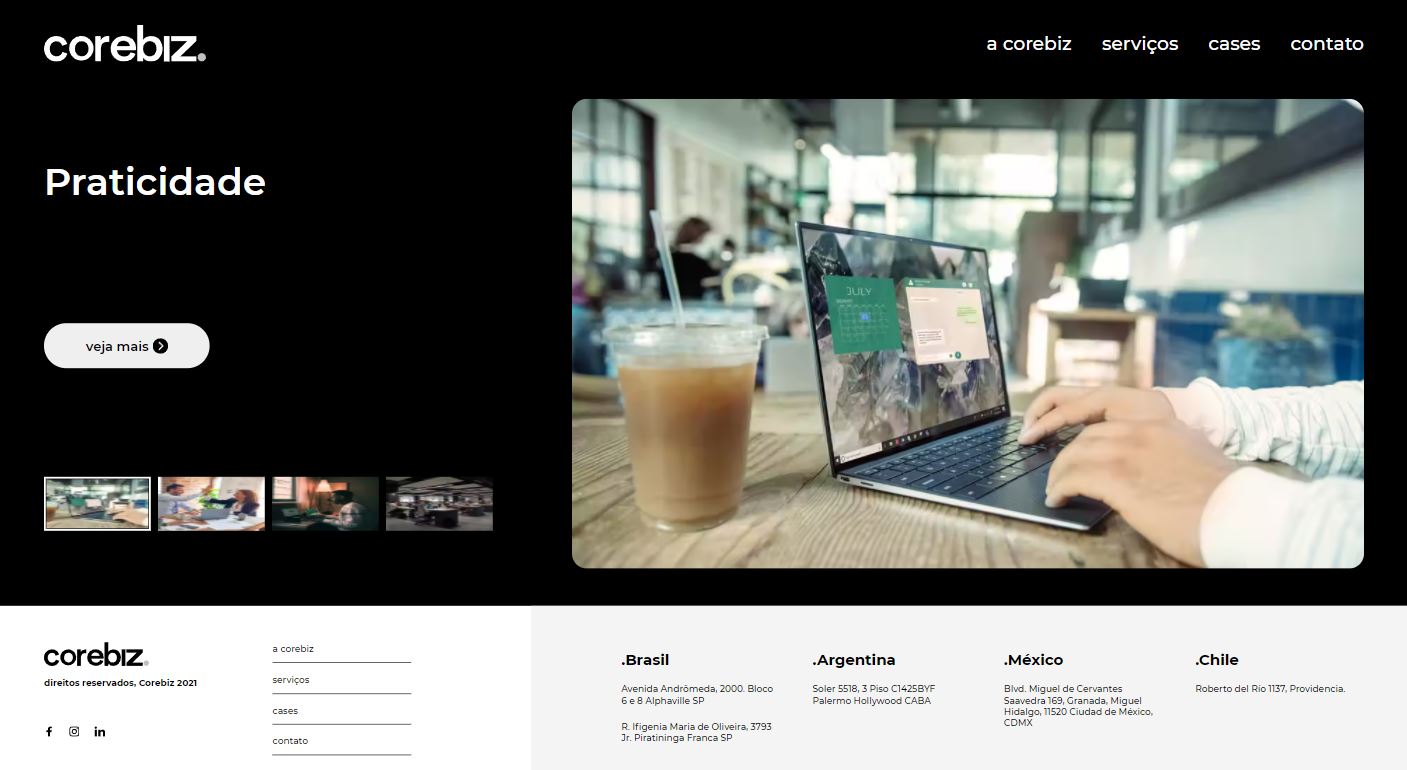 corebiz.
a corebiz serviços cases contato
Praticidade
veja mais
JULY
corebiz.
direitos reservados, Corebiz 2021
a corebiz
serviços
cases
contato
.Brasil
Avenida Andrômeda, 2000. Bloco
6 e 8 Alphaville SP
R. Ifigenia Maria de Oliveira, 3793
Jr. Piratininga Franca SP
.Argentina
Soler 5518, 3 Piso C1425BYF
Palermo Hollywood CABA
.México
Blvd. Miguel de Cervantes
Saavedra 169, Granada, Miguel
Hidalgo, 11520 Ciudad de México,
CDMX
.Chile
Roberto del Rio 1137, Providencia.